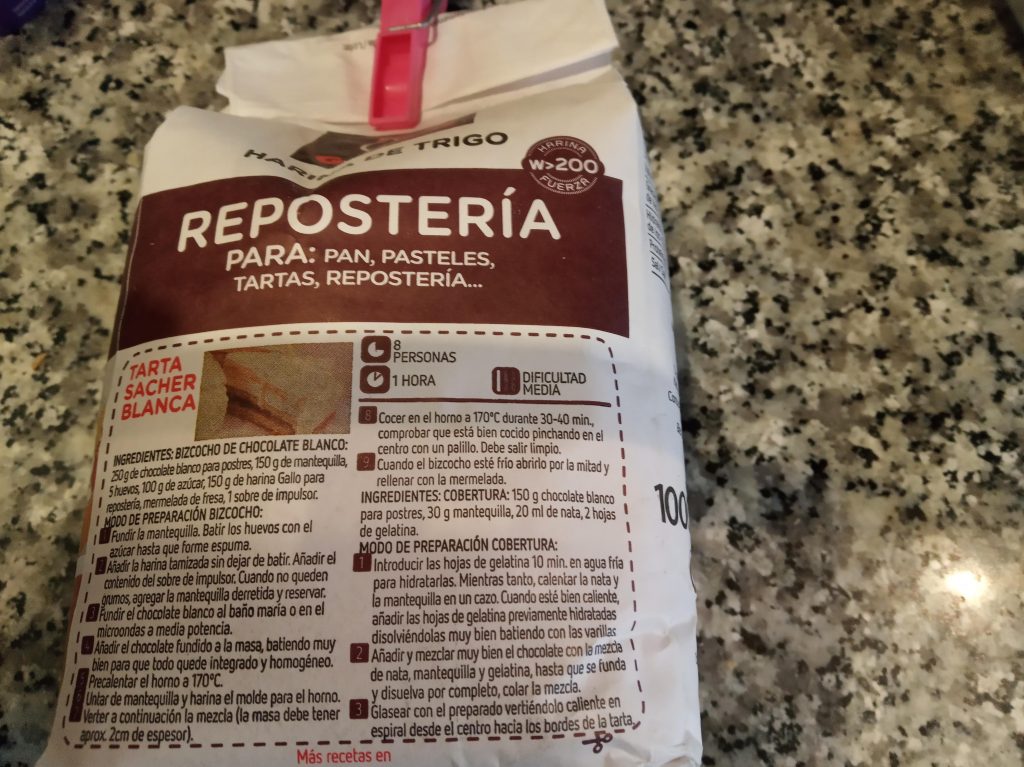 DE TRIGO
HARINA
W>200
FUERZA
REPOSTERÍA
PARA: PAN, PASTELES,
TARTAS, REPOSTERÍA...
TARTA
SACHER
BLANCA
8
PERSONAS
1 HORA
DIFICULTAD
MEDIA
INGREDIENTES: BIZCOCHO DE CHOCOLATE BLANCO:
250 g de chocolate blanco para postres, 150 g de mantequilla,
5 huevos, 100 g de azúcar, 150 g de harina Gallo para
repostería, mermelada de fresa, 1 sobre de impulsor.
MODO DE PREPARACIÓN BIZCOCHO:
1 Fundir la mantequilla. Batir los huevos con el
azúcar hasta que forme espuma.
2 Añadir la harina tamizada sin dejar de batir. Añadir el
contenido del sobre de impulsor. Cuando no queden
grumos, agregar la mantequilla derretida y reservar.
3 Fundir el chocolate blanco al baño maría o en el
microondas a media potencia.
4 Añadir el chocolate fundido a la masa, batiendo muy
bien para que todo quede integrado y homogéneo.
Precalentar el horno a 170ºC.
Untar de mantequilla y harina el molde para el horno.
Verter a continuación la mezcla (la masa debe tener
aprox. 2cm de espesor).
8 Cocer en el horno a 170ºC durante 30-40 min.,
comprobar que está bien cocido pinchando en el
centro con un palillo. Debe salir limpio.
9 Cuando el bizcocho esté frío abrirlo por la mitad y
rellenar con la mermelada.
INGREDIENTES: COBERTURA: 150 g chocolate blanco
para postres, 30 g mantequilla, 20 ml de nata, 2 hojas
de gelatina.
MODO DE PREPARACIÓN COBERTURA:
1 Introducir las hojas de gelatina 10 min. en agua fría
para hidratarlas. Mientras tanto, calentar la nata y
la mantequilla en un cazo. Cuando esté bien caliente,
añadir las hojas de gelatina previamente hidratadas
disolviéndolas muy bien batiendo con las varillas
2 Añadir y mezclar muy bien el chocolate con la mezcla
de nata, mantequilla y gelatina, hasta que se funda
y disuelva por completo, colar la mezcla.
3 Glasear con el preparado vertiéndolo caliente en
espiral desde el centro hacia los bordes de la tarta.
Más recetas en
100